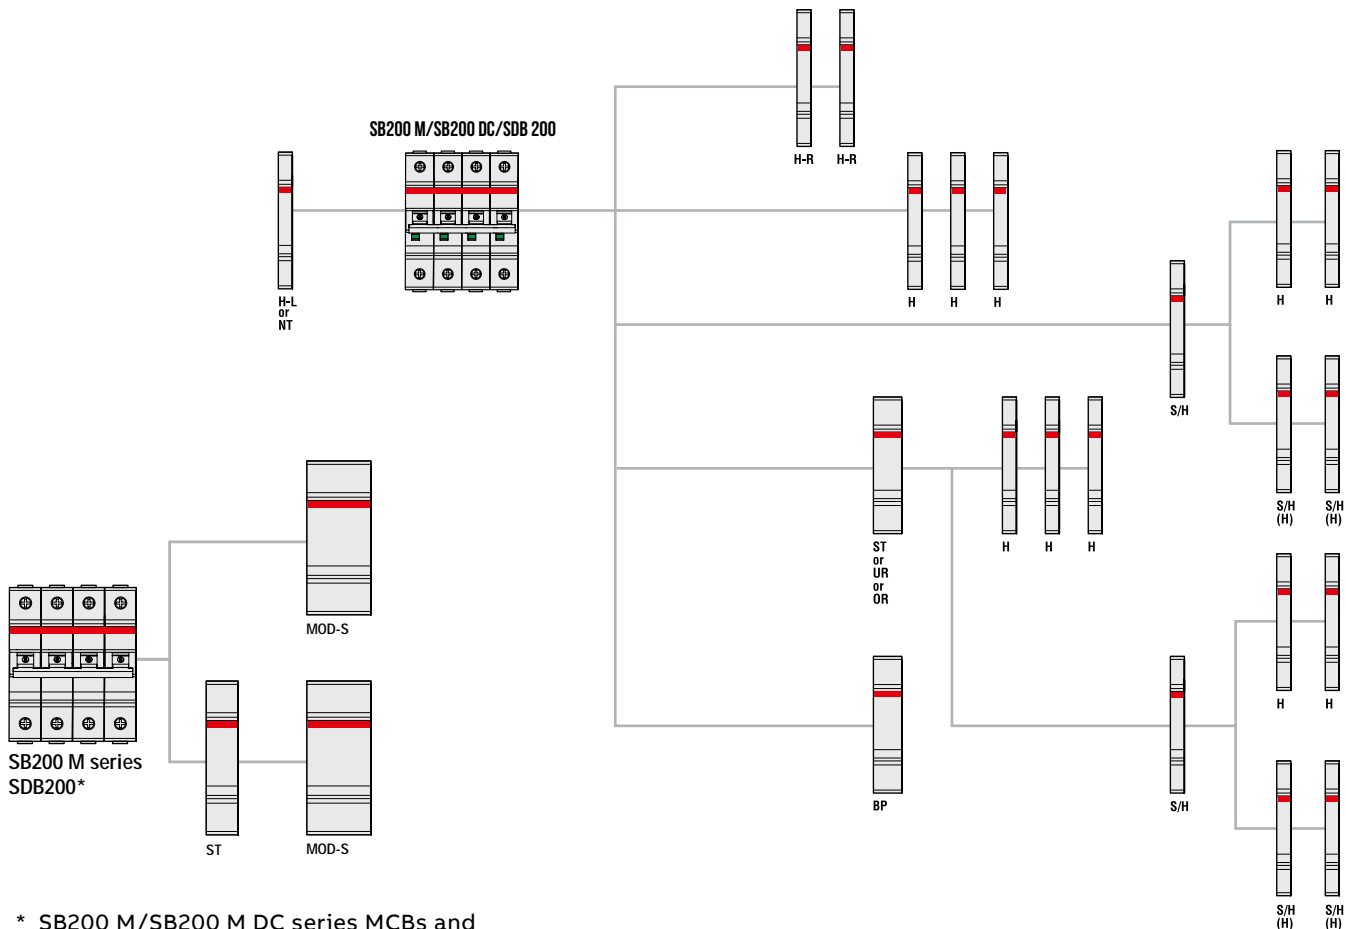 SB200 M/SB200 DC/SDB 200
H-R
H-R
H-L
or
NT
H
H
H
H
H
S/H
S/H
(H)
S/H
(H)
ST
or
UR
or
OR
H
H
H
MOD-S
SB200 M series
SDB200*
ST
MOD-S
BP
S/H
H
H
S/H
(H)
S/H
(H)
* SB200 M/SB200 M DC series MCBs and